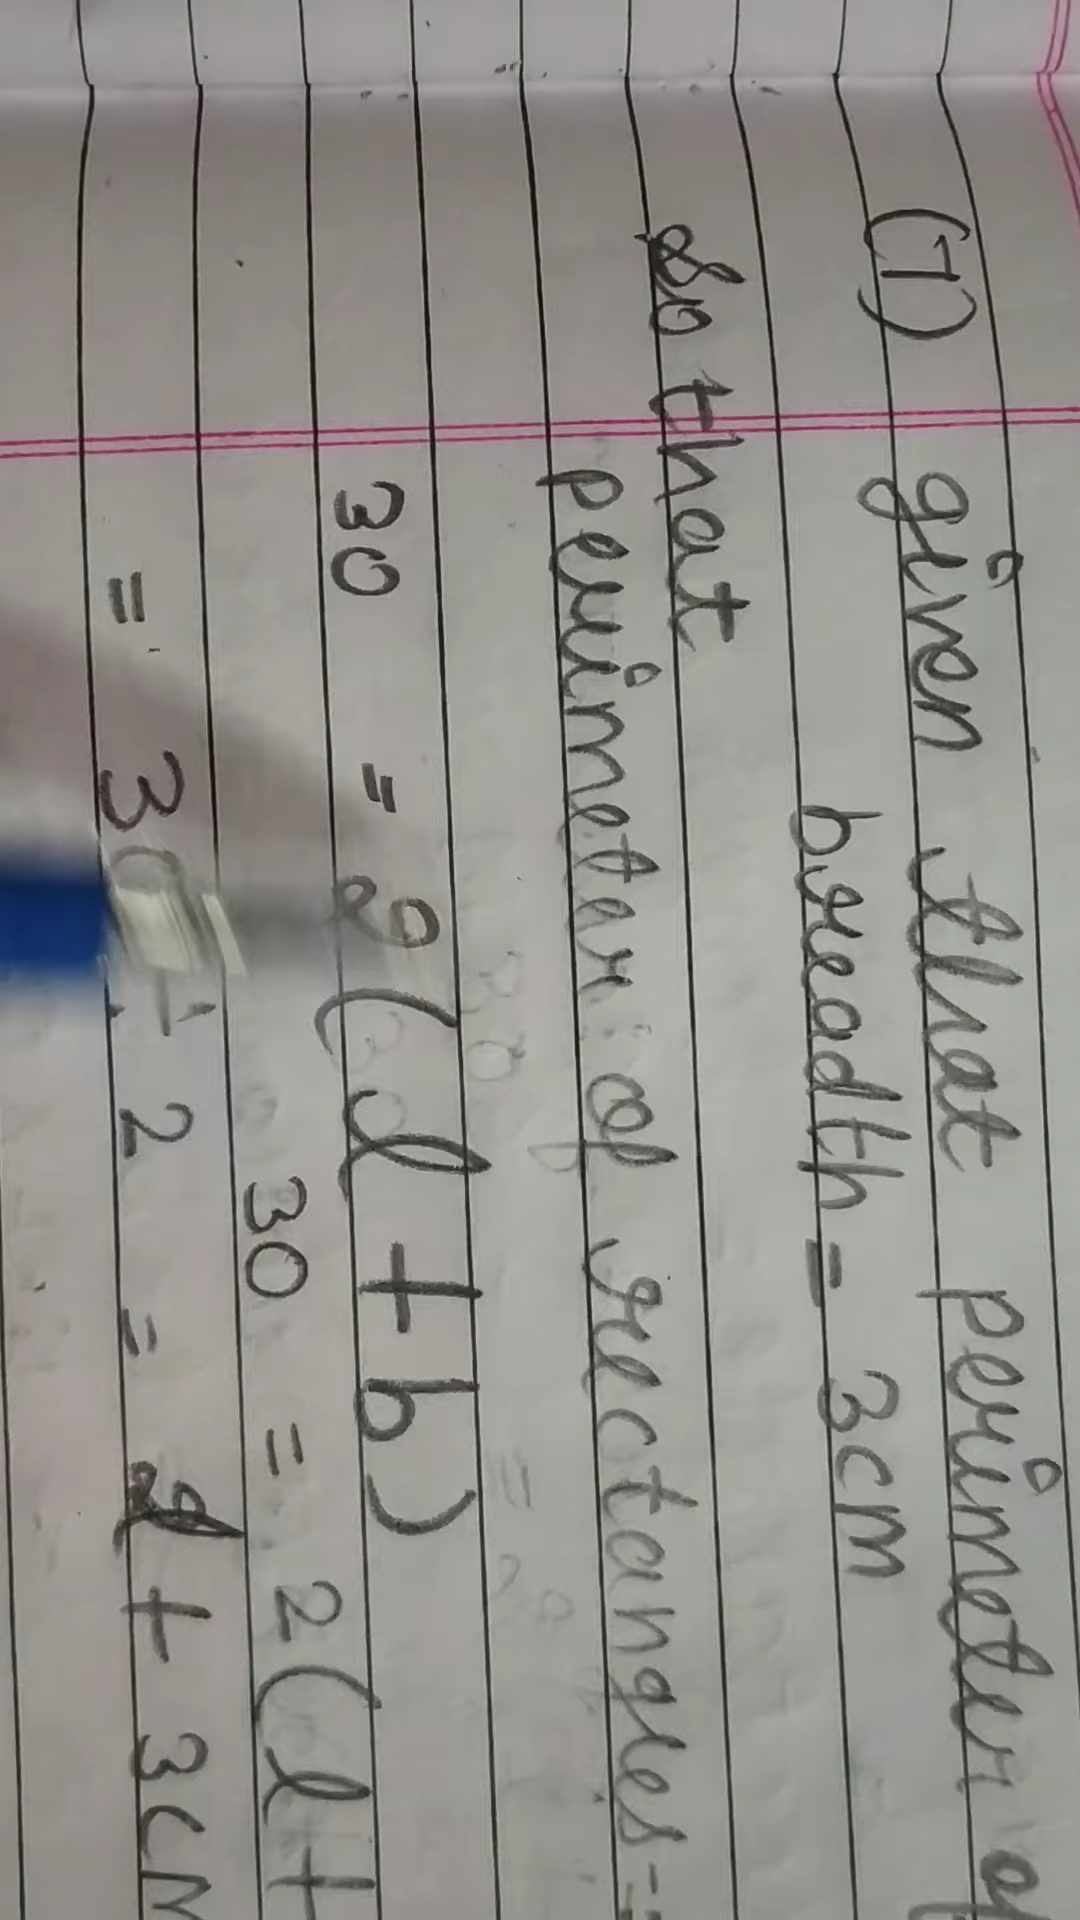 (7) given that perimeter of
breadth = 3cm
so that
perimeter of rectangles =
30 = 2(l + b)
30 = 2(l+
= 30 ÷ 2 = l + 3cm